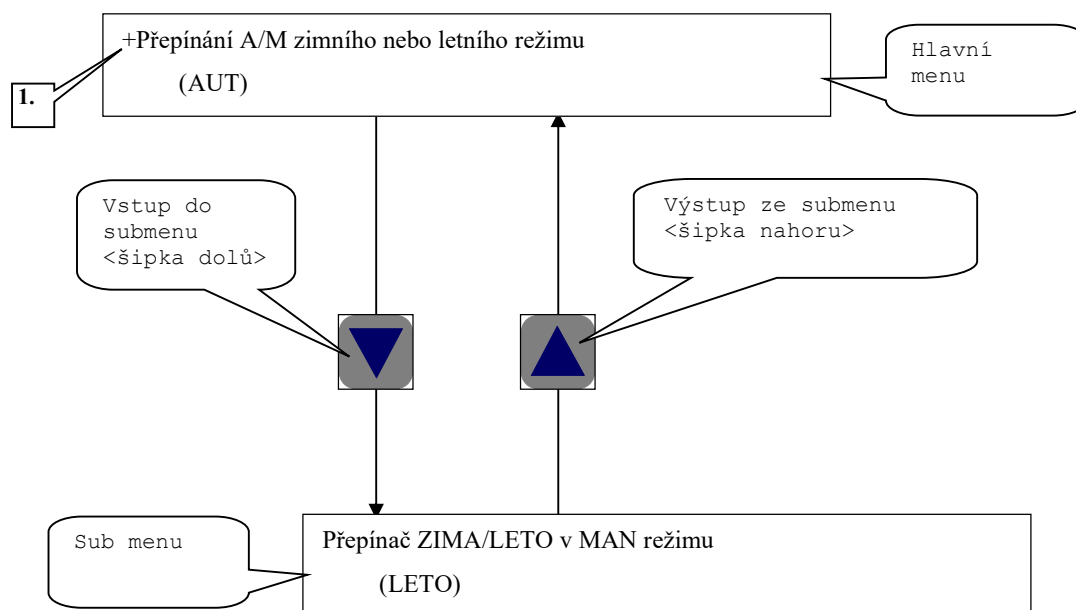 +Přepínání A/M zimního nebo letního režimu
(AUT)
Hlavní
menu
1.
Vstup do
submenu
<šipka dolů>
Výstup ze submenu
<šipka nahoru>
Sub menu
Přepínač ZIMA/LETO v MAN režimu
(LETO)